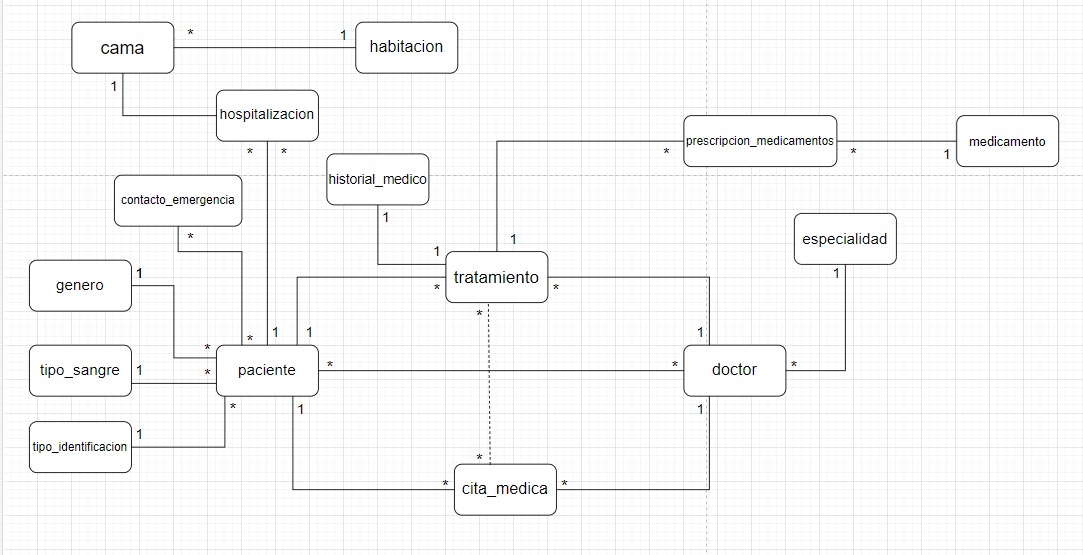 cama
*
1
habitacion
1
hospitalizacion
*
*
prescripcion_medicamentos
*
*
1
medicamento
historial_medico
1
contacto_emergencia
*
1
1
especialidad
1
genero
1
tratamiento
*
*
*
*
*
1
1
1
tipo_sangre
1
*
paciente
*
*
doctor
*
*
1
1
tipo_identificacion
1
*
*
cita_medica
*